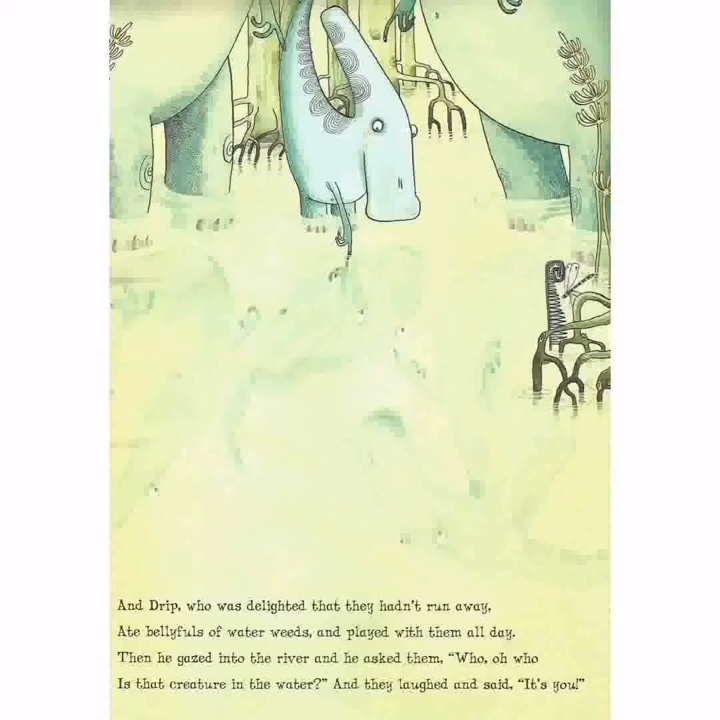 And Drip, who was delighted that they hadn't run away,
Ate bellyfuls of water weeds, and played with them all day.
Then he gazed into the river and he asked them, “Who, oh who
Is that creature in the water?” And they laughed and said, “It's you!”